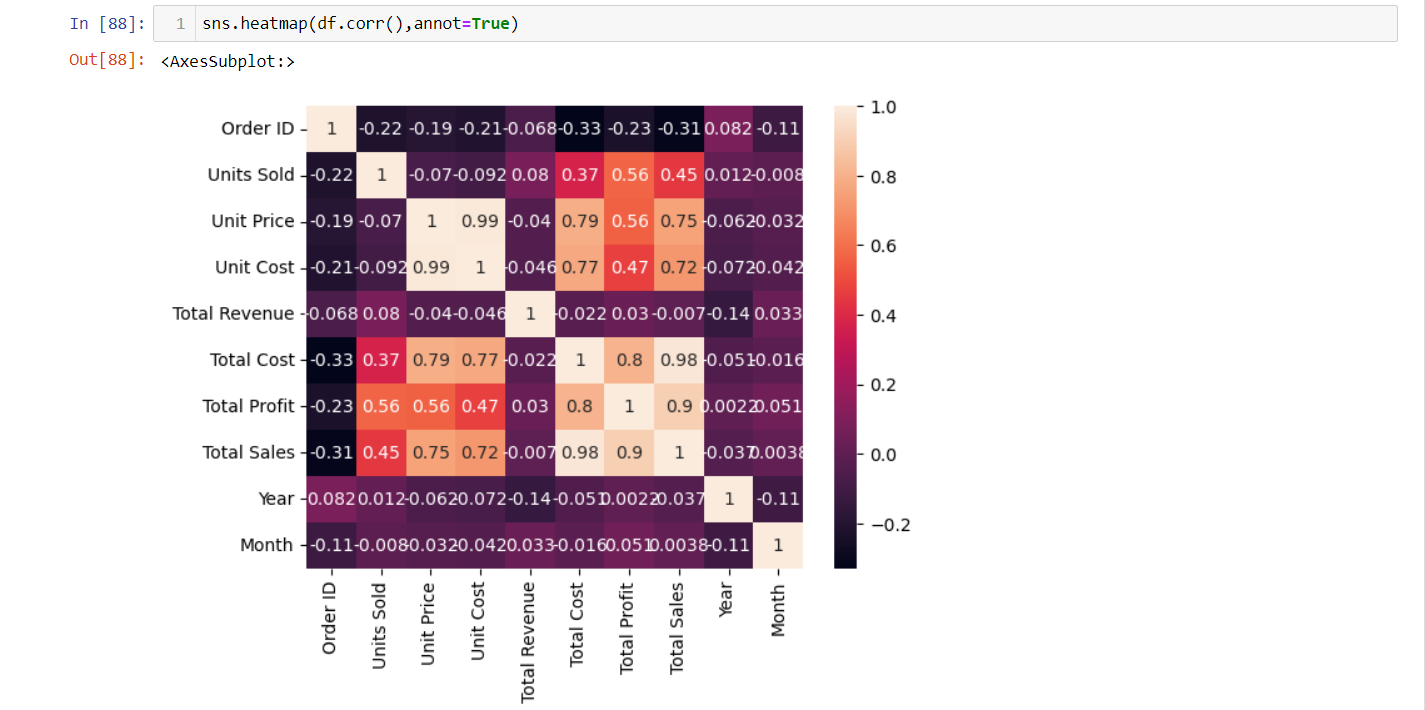 In [88]: 1 sns.heatmap(df.corr(),annot=True)
Out[88]: <AxesSubplot:>
Order ID 1 -0.22 -0.19 -0.21 -0.068 -0.33 -0.23 -0.31 0.082 -0.11
Units Sold -0.22 1 -0.07 -0.092 0.08 0.37 0.56 0.45 0.012 -0.008
Unit Price -0.19 -0.07 1 0.99 -0.04 0.79 0.56 0.75 -0.062 -0.032
Unit Cost -0.21 -0.092 0.99 1 -0.046 0.77 0.47 0.72 -0.072 -0.042
Total Revenue -0.068 0.08 -0.04 -0.046 1 -0.022 0.03 -0.007 -0.14 0.033
Total Cost -0.33 0.37 0.79 0.77 -0.022 1 0.8 0.98 -0.051 -0.016
Total Profit -0.23 0.56 0.56 0.47 0.03 0.8 1 0.9 0.0022 0.051
Total Sales -0.31 0.45 0.75 0.72 -0.007 0.98 0.9 1 -0.037 0.0038
Year 0.082 0.012 -0.062 -0.072 -0.14 -0.051 0.0022 -0.037 1 -0.11
Month -0.11 -0.008 -0.032 -0.042 0.033 -0.016 0.051 0.0038 -0.11 1
Order ID
Units Sold
Unit Price
Unit Cost
Total Revenue
Total Cost
Total Profit
Total Sales
Year
Month
1.0
0.8
0.6
0.4
0.2
0.0
−0.2